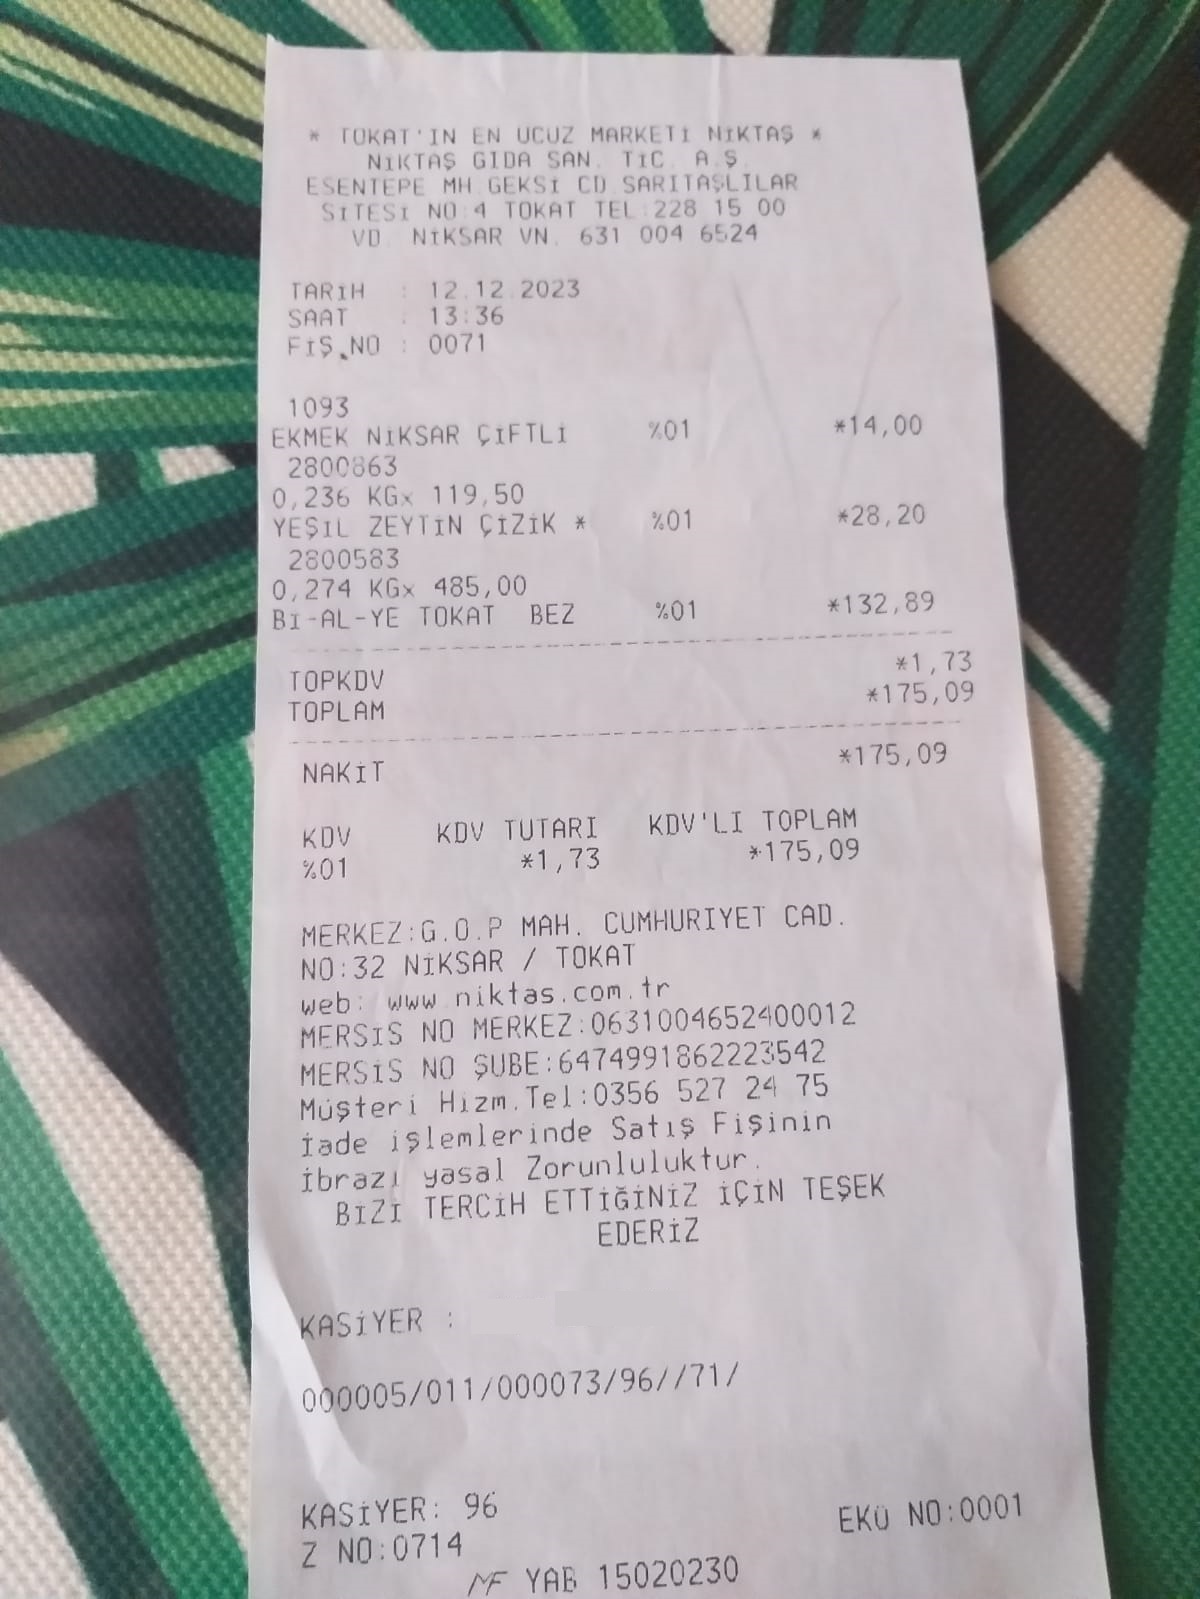 * TOKAT'IN EN UCUZ MARKETİ NİKTAŞ *
NİKTAŞ GIDA SAN. TİC. A.Ş.
ESENTEPE MH.GEKSİ CD.SARITAŞLILAR
SİTESİ NO:4 TOKAT TEL:228 15 00
VD. NİKSAR VN. 631 004 6524
TARİH : 12.12.2023
SAAT : 13:36
FİŞ.NO : 0071
1093
EKMEK NİKSAR ÇİFTLİ %01 *14,00
2800863
0,236 KGx 119,50
YEŞİL ZEYTİN ÇİZİK * %01 *28,20
2800583
0,274 KGx 485,00
Bİ-AL-YE TOKAT BEZ %01 *132,89
TOPKDV *1,73
TOPLAM *175,09
NAKİT *175,09
KDV KDV TUTARI KDV'LI TOPLAM
%01 *1,73 *175,09
MERKEZ:G.O.P MAH. CUMHURIYET CAD.
NO:32 NİKSAR / TOKAT
web: www.niktas.com.tr
MERSİS NO MERKEZ:0631004652400012
MERSİS NO ŞUBE:6474991862223542
Müşteri Hizm.Tel:0356 527 24 75
İade işlemlerinde Satış Fişinin
İbrazı yasal Zorunluluktur.
BİZİ TERCİH ETTİĞİNİZ İÇİN TEŞEK
EDERİZ
KASİYER :
000005/011/000073/96//71/
KASİYER: 96
Z NO:0714 EKÜ NO:0001
MF YAB 15020230